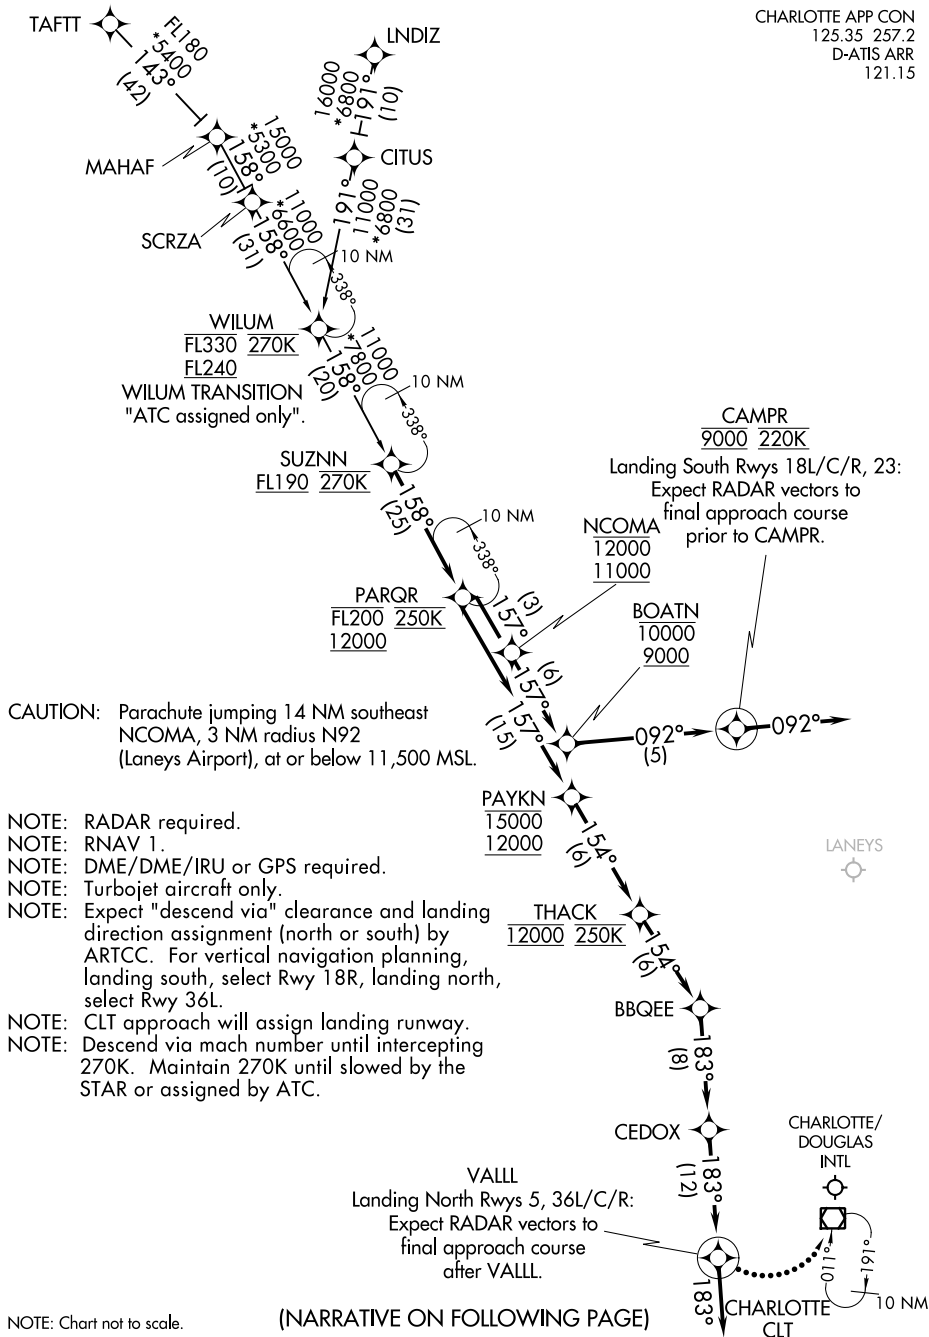 CHARLOTTE APP CON
125.35 257.2
D-ATIS ARR
121.15
TAFTT
FL180
*5400
143°
(42)
LNDIZ
16000
*6800
191°
(10)
MAHAF
15000
*5300
158°
(10)
CITUS
191°
11000
*6800
(31)
SCRZA
11000
*6600
158°
(31)
10 NM
338°
WILUM
FL330 270K
FL240
WILUM TRANSITION
"ATC assigned only".
11000
*7800
158°
(20)
10 NM
338°
SUZNN
FL190 270K
158°
(25)
10 NM
338°
CAMPR
9000 220K
Landing South Rwys 18L/C/R, 23:
Expect RADAR vectors to
final approach course
prior to CAMPR.
NCOMA
12000
11000
PARQR
FL200 250K
12000
(3)
157°
BOATN
10000
9000
(6)
157°
157°
(15)
092°
(5)
092°
CAUTION: Parachute jumping 14 NM southeast
NCOMA, 3 NM radius N92
(Laneys Airport), at or below 11,500 MSL.
PAYKN
15000
12000
154°
(6)
LANEYS
NOTE: RADAR required.
NOTE: RNAV 1.
NOTE: DME/DME/IRU or GPS required.
NOTE: Turbojet aircraft only.
NOTE: Expect "descend via" clearance and landing
direction assignment (north or south) by
ARTCC. For vertical navigation planning,
landing south, select Rwy 18R, landing north,
select Rwy 36L.
NOTE: CLT approach will assign landing runway.
NOTE: Descend via mach number until intercepting
270K. Maintain 270K until slowed by the
STAR or assigned by ATC.
THACK
12000 250K
154°
(6)
BBQEE
183°
(8)
CEDOX
183°
(12)
CHARLOTTE/
DOUGLAS
INTL
VALLL
Landing North Rwys 5, 36L/C/R:
Expect RADAR vectors to
final approach course
after VALLL.
011°
191°
10 NM
183°
CHARLOTTE
CLT
NOTE: Chart not to scale.
(NARRATIVE ON FOLLOWING PAGE)